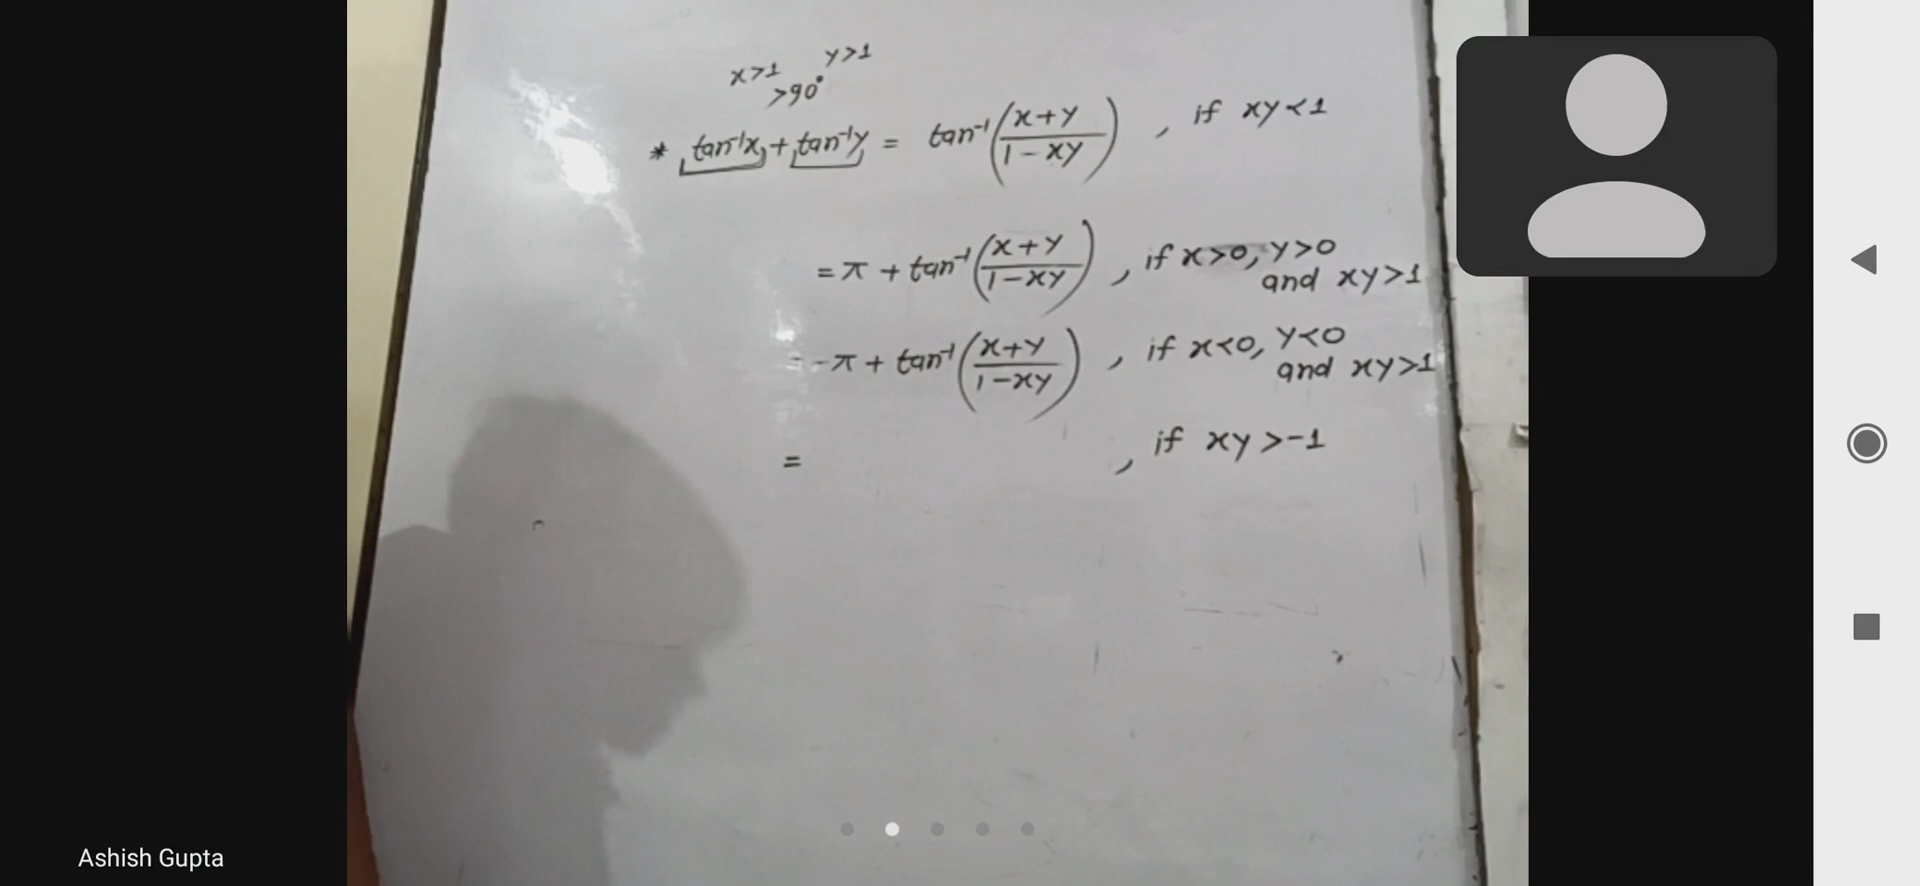 x>1 y>1
>90°
* tan⁻¹x + tan⁻¹y = tan⁻¹(x+y/1-xy) , if xy<1
= π + tan⁻¹(x+y/1-xy) , if x>0, y>0
and xy>1
= -π + tan⁻¹(x+y/1-xy) , if x<0, y<0
and xy>1
= , if xy>-1
Ashish Gupta